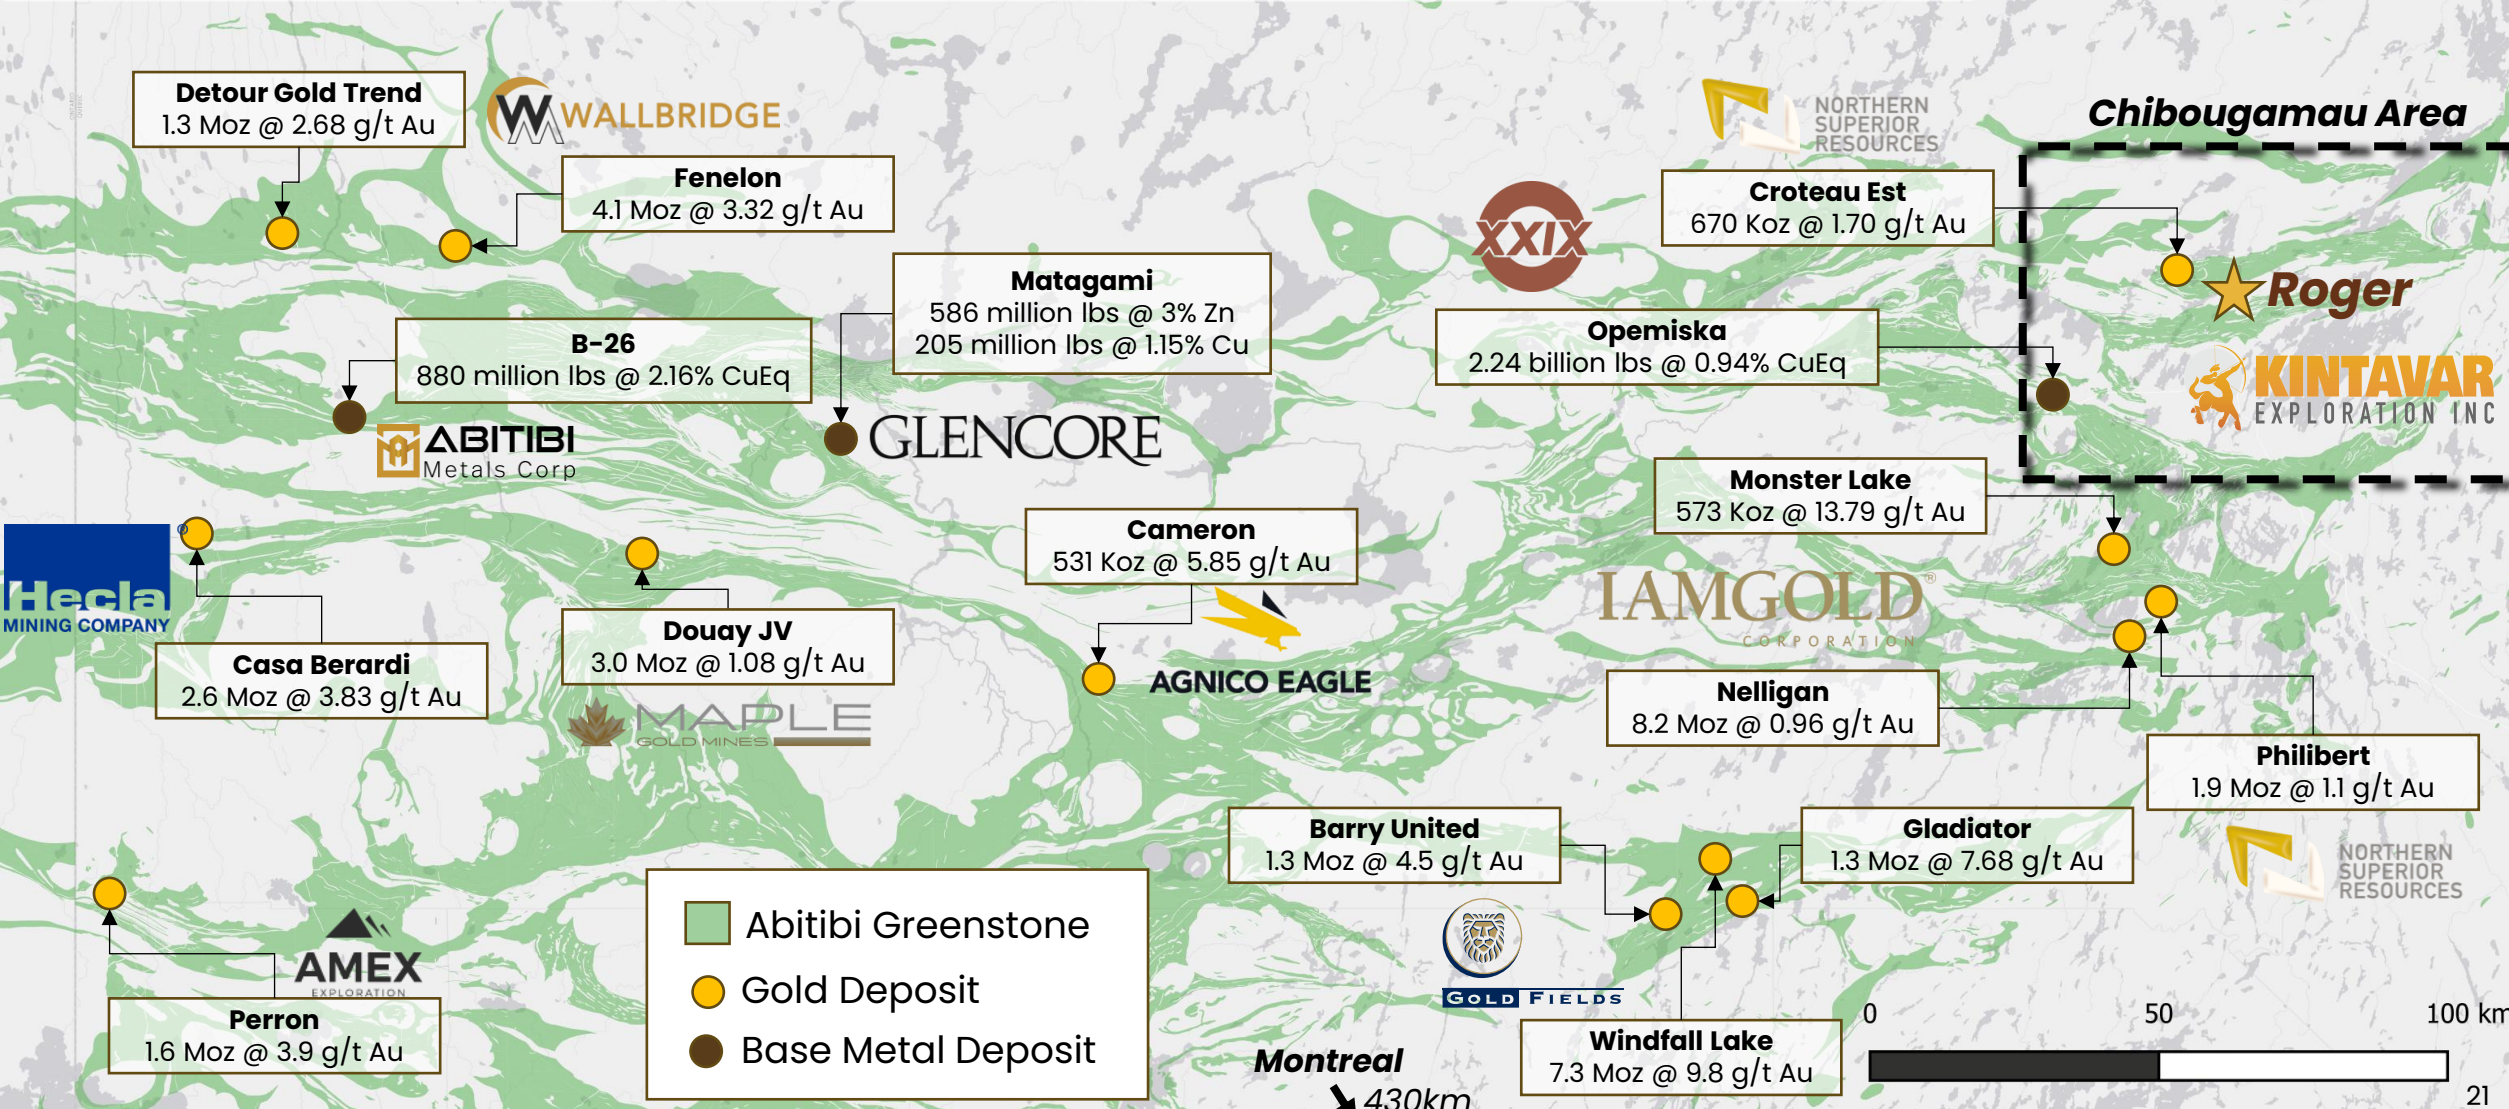 Detour Gold Trend
1.3 Moz @ 2.68 g/t Au
WALLBRIDGE
Fenelon
4.1 Moz @ 3.32 g/t Au
NORTHERN
SUPERIOR
RESOURCES
Chibougamau Area
Croteau Est
670 Koz @ 1.70 g/t Au
XXIX
Matagami
586 million lbs @ 3% Zn
205 million lbs @ 1.15% Cu
Roger
B-26
880 million lbs @ 2.16% CuEq
Opemiska
2.24 billion lbs @ 0.94% CuEq
KINTAVAR
EXPLORATION INC
ABITIBI
Metals Corp
GLENCORE
Monster Lake
573 Koz @ 13.79 g/t Au
Hecla
MINING COMPANY
®
Cameron
531 Koz @ 5.85 g/t Au
IAMGOLD®
CORPORATION
Douay JV
3.0 Moz @ 1.08 g/t Au
Casa Berardi
2.6 Moz @ 3.83 g/t Au
AGNICO EAGLE
MAPLE
GOLD MINES
Nelligan
8.2 Moz @ 0.96 g/t Au
Philibert
1.9 Moz @ 1.1 g/t Au
Barry United
1.3 Moz @ 4.5 g/t Au
Gladiator
1.3 Moz @ 7.68 g/t Au
NORTHERN
SUPERIOR
RESOURCES
AMEX
EXPLORATION
Abitibi Greenstone
Gold Deposit
Base Metal Deposit
GOLD FIELDS
Perron
1.6 Moz @ 3.9 g/t Au
Windfall Lake
7.3 Moz @ 9.8 g/t Au
Montreal
430km
0 50 100 km
21